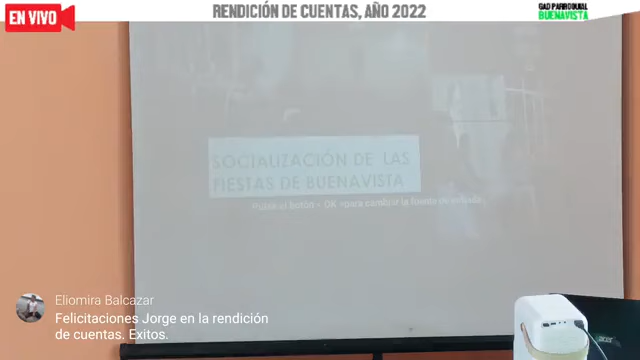 EN VIVO
RENDICIÓN DE CUENTAS, AÑO 2022
GAD PARROQUIAL
BUENAVISTA
SOCIALIZACIÓN DE LAS
FIESTAS DE BUENAVISTA
Pulse el botón < OK >para cambiar la fuente de entrada
Eliomira Balcazar
Felicitaciones Jorge en la rendición
de cuentas. Exitos.
acer